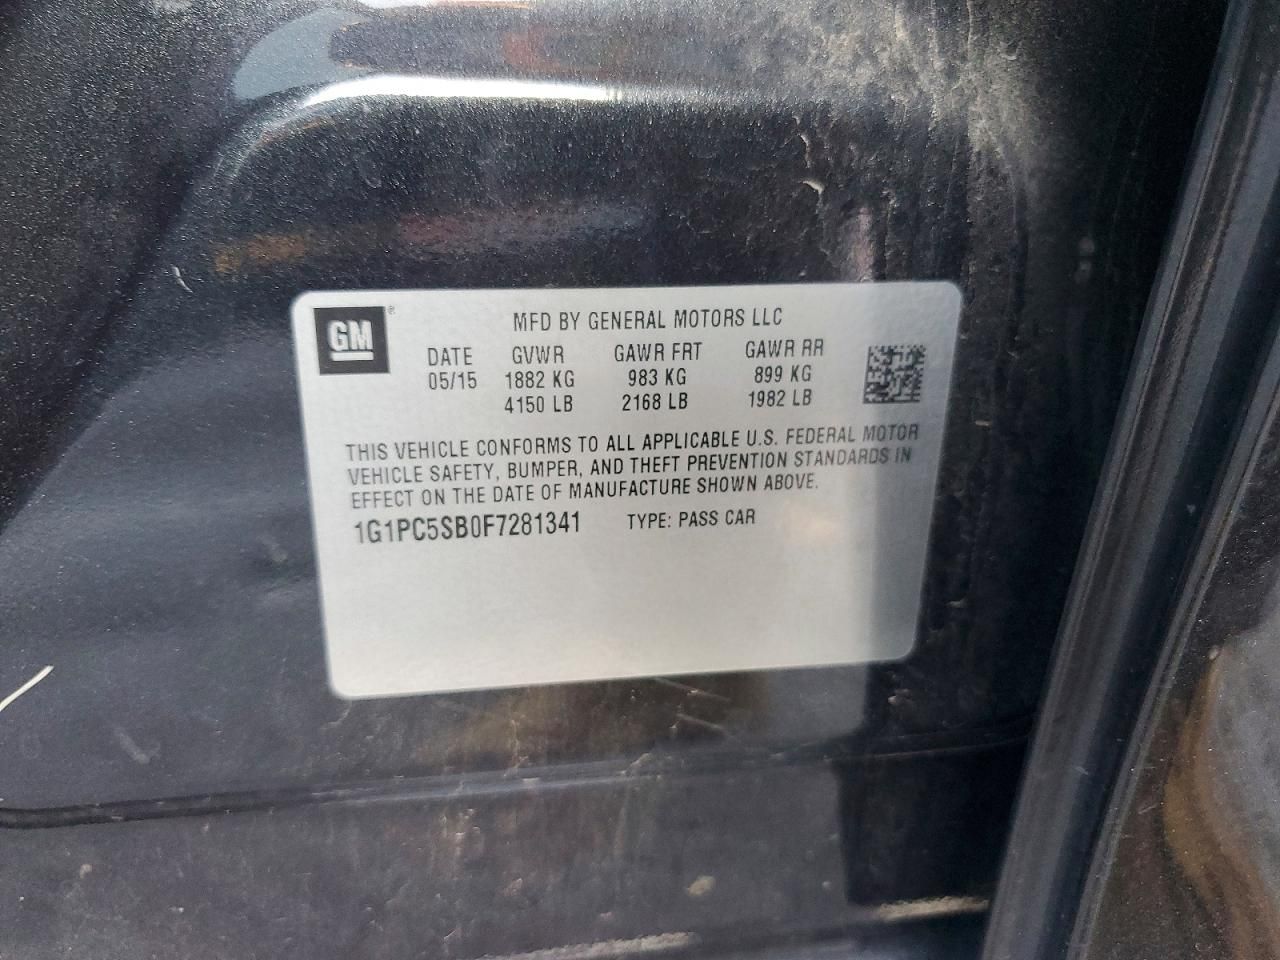 GM ®
MFD BY GENERAL MOTORS LLC
DATE GVWR GAWR FRT GAWR RR
05/15 1882 KG 983 KG 899 KG
4150 LB 2168 LB 1982 LB
THIS VEHICLE CONFORMS TO ALL APPLICABLE U.S. FEDERAL MOTOR
VEHICLE SAFETY, BUMPER, AND THEFT PREVENTION STANDARDS IN
EFFECT ON THE DATE OF MANUFACTURE SHOWN ABOVE.
1G1PC5SB0F7281341 TYPE: PASS CAR